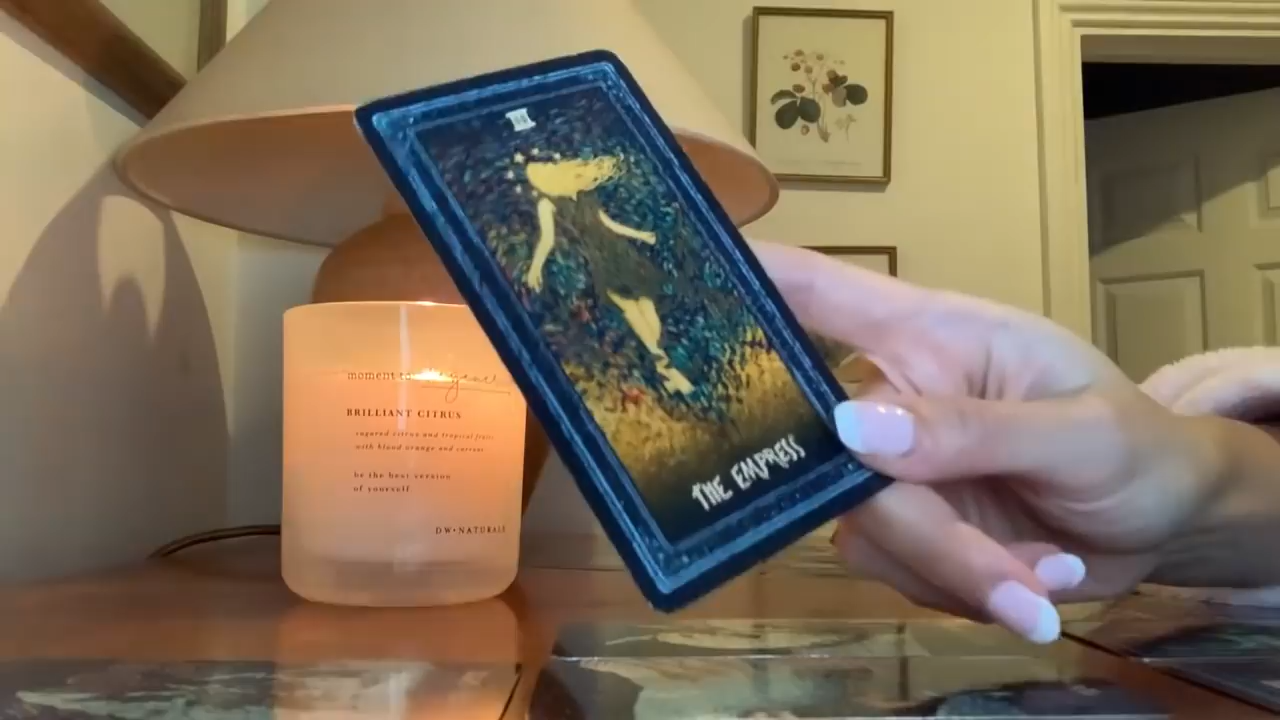 III
THE EMPRESS
"moment to
BRILLIANT CITRUS
sugared citrus and tropical fruits
with blood orange and currant
be the best version
of yourself
DW•NATURALS